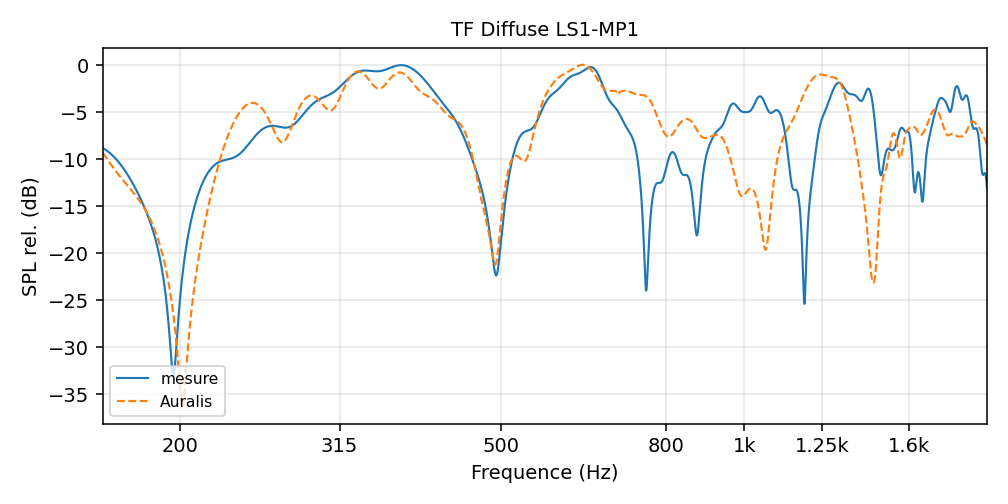 TF Diffuse LS1-MP1
SPL rel. (dB)
0
−5
−10
−15
−20
−25
−30
−35
mesure
Auralis
200
315
500
800
1k
1.25k
1.6k
Frequence (Hz)